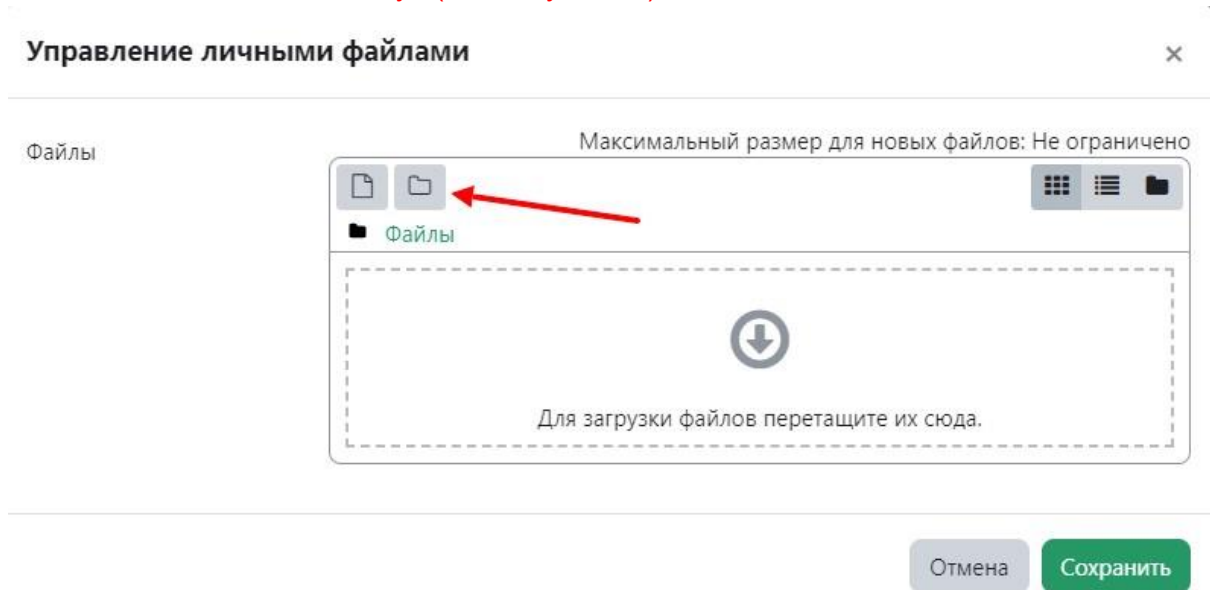 Управление личными файлами
Файлы
Максимальный размер для новых файлов: Не ограничено
Файлы
Для загрузки файлов перетащите их сюда.
Отмена
Сохранить